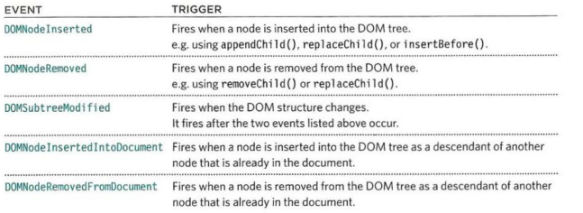 EVENT TRIGGER
DOMNodeInserted Fires when a node is inserted into the DOM tree.
e.g. using appendChild(), replaceChild(), or insertBefore().
DOMNodeRemoved Fires when a node is removed from the DOM tree.
e.g. using removeChild() or replaceChild().
DOMSubtreeModified Fires when the DOM structure changes.
It fires after the two events listed above occur.
DOMNodeInsertedIntoDocument Fires when a node is inserted into the DOM tree as a descendant of another
node that is already in the document.
DOMNodeRemovedFromDocument Fires when a node is removed from the DOM tree as a descendant of another
node that is already in the document.